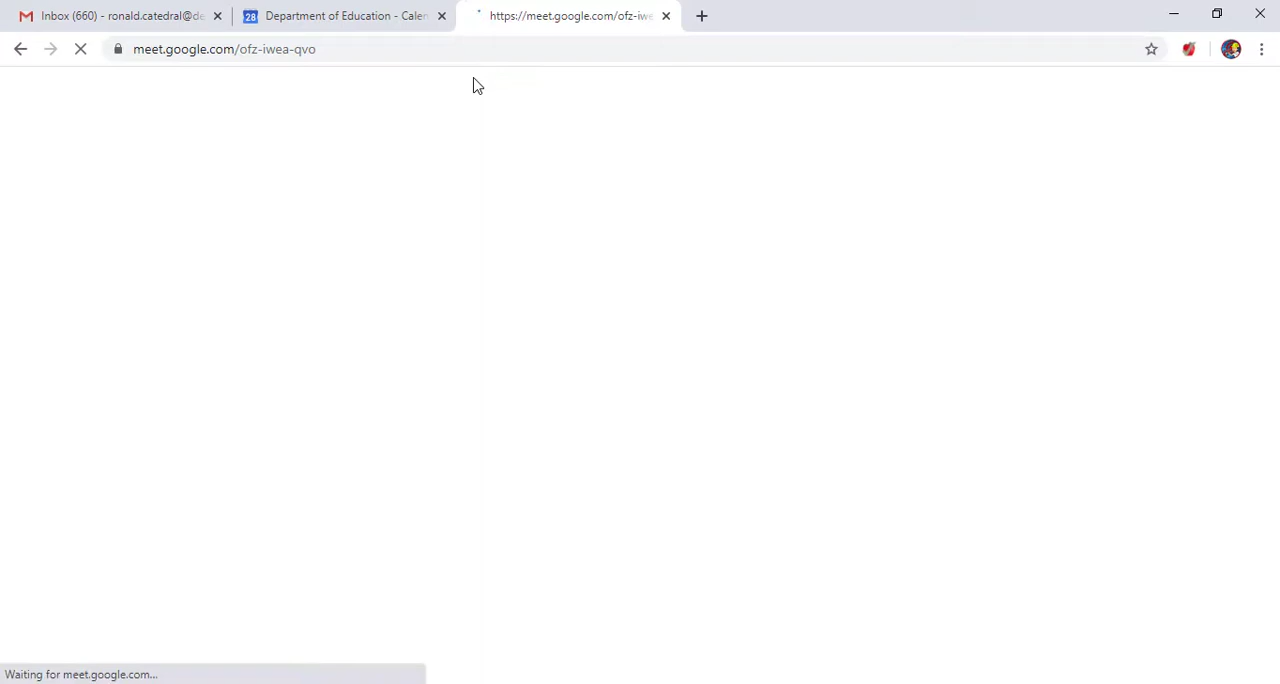 Inbox (660) - ronald.catedral@de
28 Department of Education - Calen
https://meet.google.com/ofz-iwe
meet.google.com/ofz-iwea-qvo
Waiting for meet.google.com...